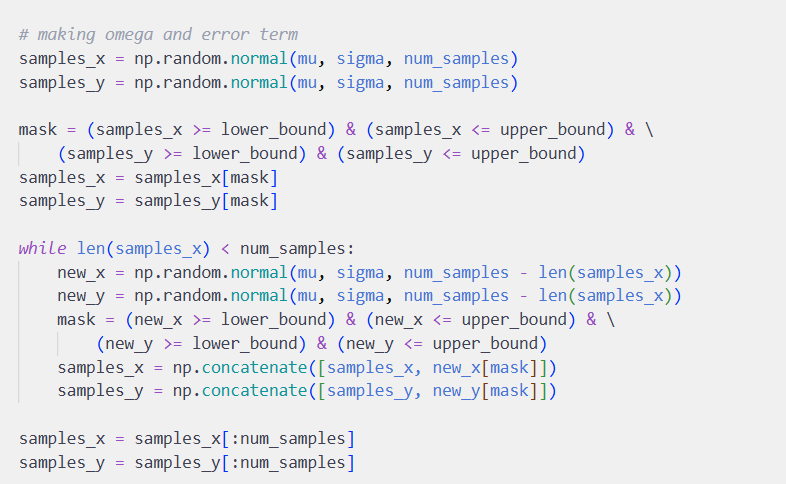 # making omega and error term
samples_x = np.random.normal(mu, sigma, num_samples)
samples_y = np.random.normal(mu, sigma, num_samples)

mask = (samples_x >= lower_bound) & (samples_x <= upper_bound) & \
    (samples_y >= lower_bound) & (samples_y <= upper_bound)
samples_x = samples_x[mask]
samples_y = samples_y[mask]

while len(samples_x) < num_samples:
    new_x = np.random.normal(mu, sigma, num_samples - len(samples_x))
    new_y = np.random.normal(mu, sigma, num_samples - len(samples_x))
    mask = (new_x >= lower_bound) & (new_x <= upper_bound) & \
        (new_y >= lower_bound) & (new_y <= upper_bound)
    samples_x = np.concatenate([samples_x, new_x[mask]])
    samples_y = np.concatenate([samples_y, new_y[mask]])

samples_x = samples_x[:num_samples]
samples_y = samples_y[:num_samples]